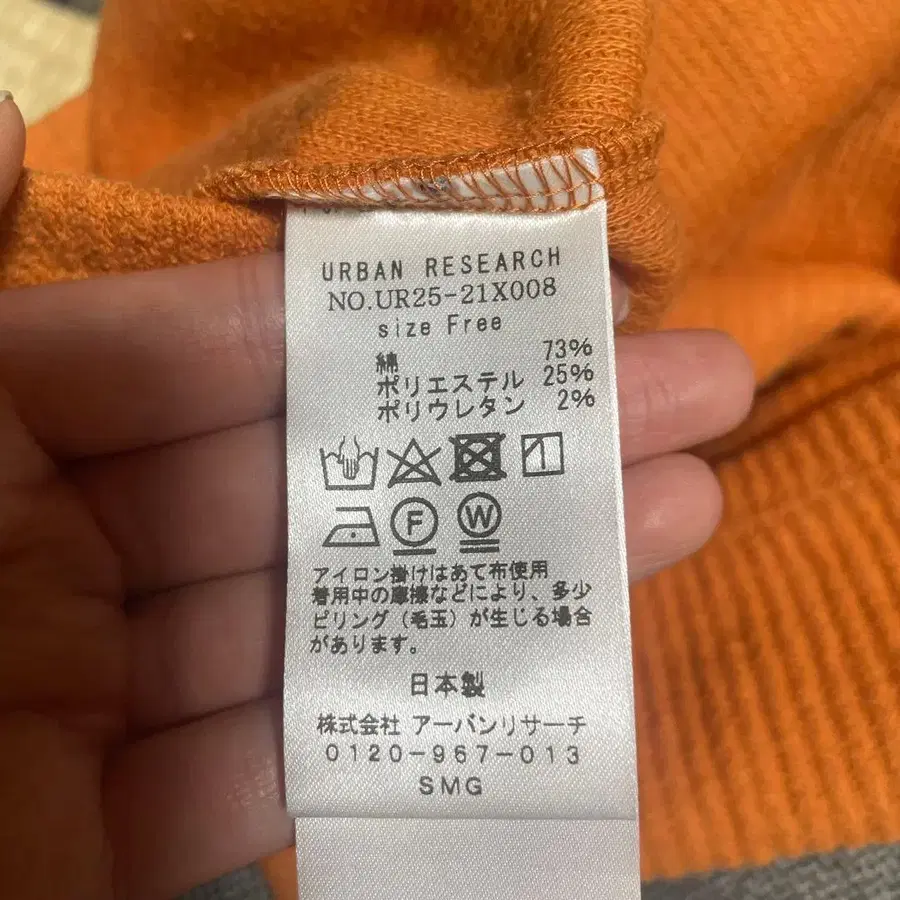 URBAN RESEARCH
NO.UR25-21X008
size Free
綿 73%
ポリエステル 25%
ポリウレタン 2%
F W
アイロン掛けはあて布使用
着用中の摩擦などにより、多少
ピリング(毛玉)が生じる場合
があります。
日本製
株式会社 アーバンリサーチ
0120-967-013
SMG